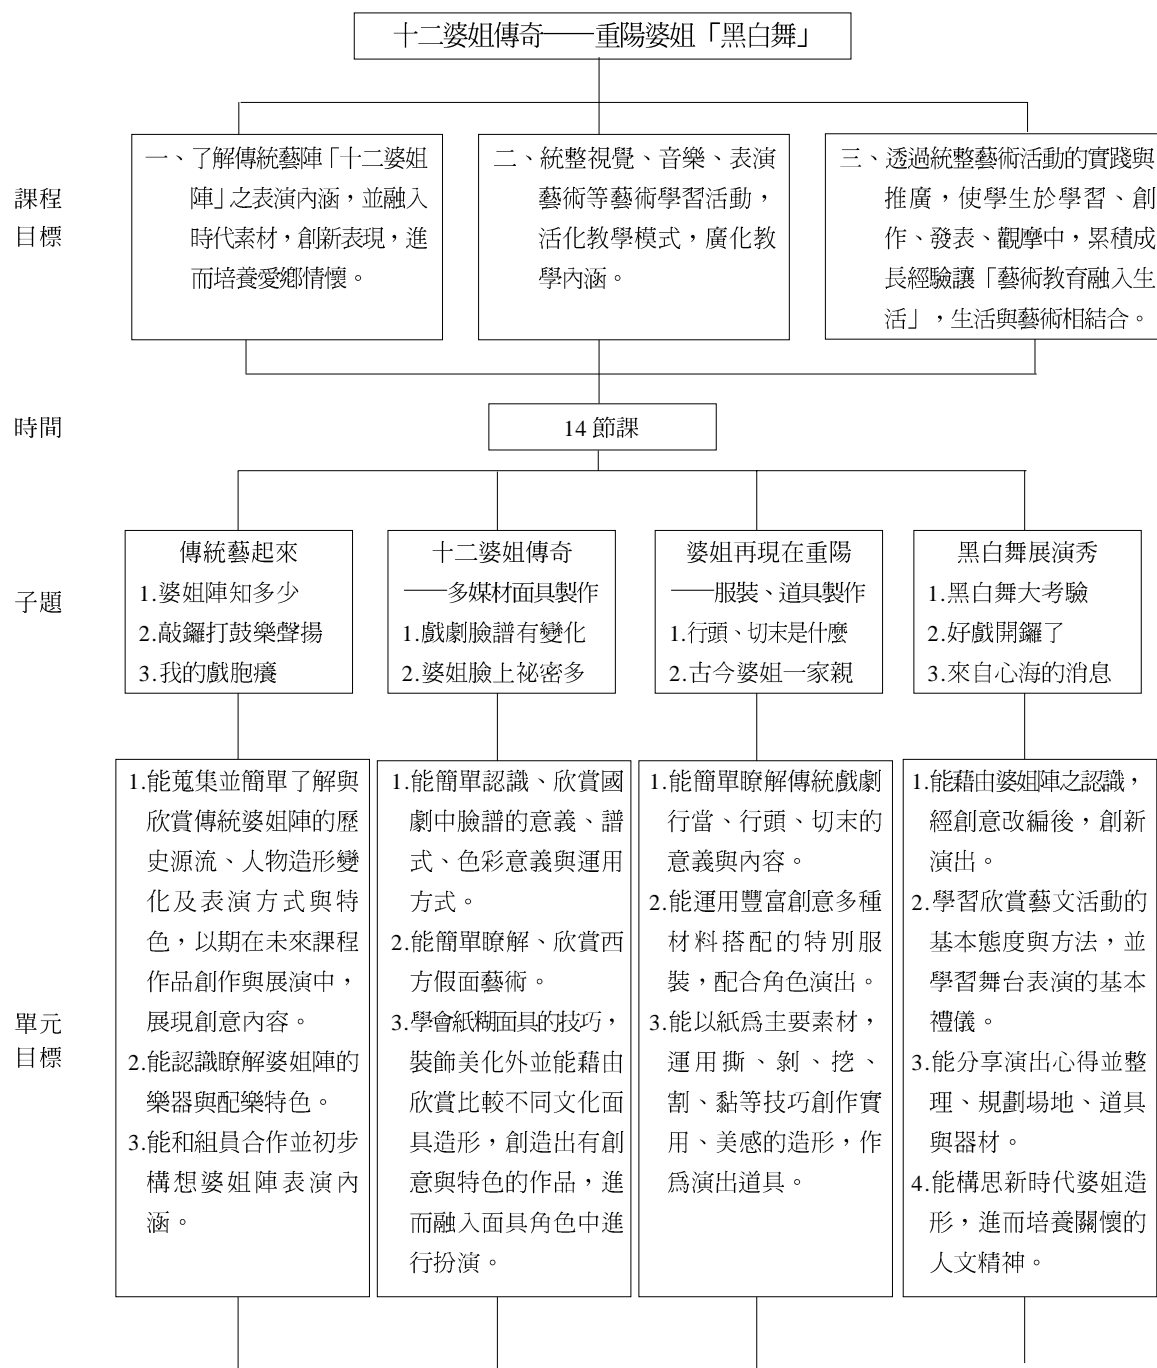 十二婆姐傳奇──重陽婆姐「黑白舞」
課程
目標
一、了解傳統藝陣「十二婆姐
陣」之表演內涵，並融入
時代素材，創新表現，進
而培養愛鄉情懷。
二、統整視覺、音樂、表演
藝術等藝術學習活動，
活化教學模式，廣化教
學內涵。
三、透過統整藝術活動的實踐與
推廣，使學生於學習、創
作、發表、觀摩中，累積成
長經驗讓「藝術教育融入生
活」，生活與藝術相結合。
時間
14 節課
子題
傳統藝起來
1.婆姐陣知多少
2.敲鑼打鼓樂聲揚
3.我的戲胞癢
十二婆姐傳奇
──多媒材面具製作
1.戲劇臉譜有變化
2.婆姐臉上祕密多
婆姐再現在重陽
──服裝、道具製作
1.行頭、切末是什麼
2.古今婆姐一家親
黑白舞展演秀
1.黑白舞大考驗
2.好戲開鑼了
3.來自心海的消息
單元
目標
1.能蒐集並簡單了解與
欣賞傳統婆姐陣的歷
史源流、人物造形變
化及表演方式與特
色，以期在未來課程
作品創作與展演中，
展現創意內容。
2.能認識瞭解婆姐陣的
樂器與配樂特色。
3.能和組員合作並初步
構想婆姐陣表演內
涵。
1.能簡單認識、欣賞國
劇中臉譜的意義、譜
式、色彩意義與運用
方式。
2.能簡單瞭解、欣賞西
方假面藝術。
3.學會紙糊面具的技巧，
裝飾美化外並能藉由
欣賞比較不同文化面
具造形，創造出有創
意與特色的作品，進
而融入面具角色中進
行扮演。
1.能簡單瞭解傳統戲劇
行當、行頭、切末的
意義與內容。
2.能運用豐富創意多種
材料搭配的特別服
裝，配合角色演出。
3.能以紙為主要素材，
運用撕、剝、挖、
割、黏等技巧創作實
用、美感的造形，作
為演出道具。
1.能藉由婆姐陣之認識，
經創意改編後，創新
演出。
2.學習欣賞藝文活動的
基本態度與方法，並
學習舞台表演的基本
禮儀。
3.能分享演出心得並整
理、規劃場地、道具
與器材。
4.能構思新時代婆姐造
形，進而培養關懷的
人文精神。